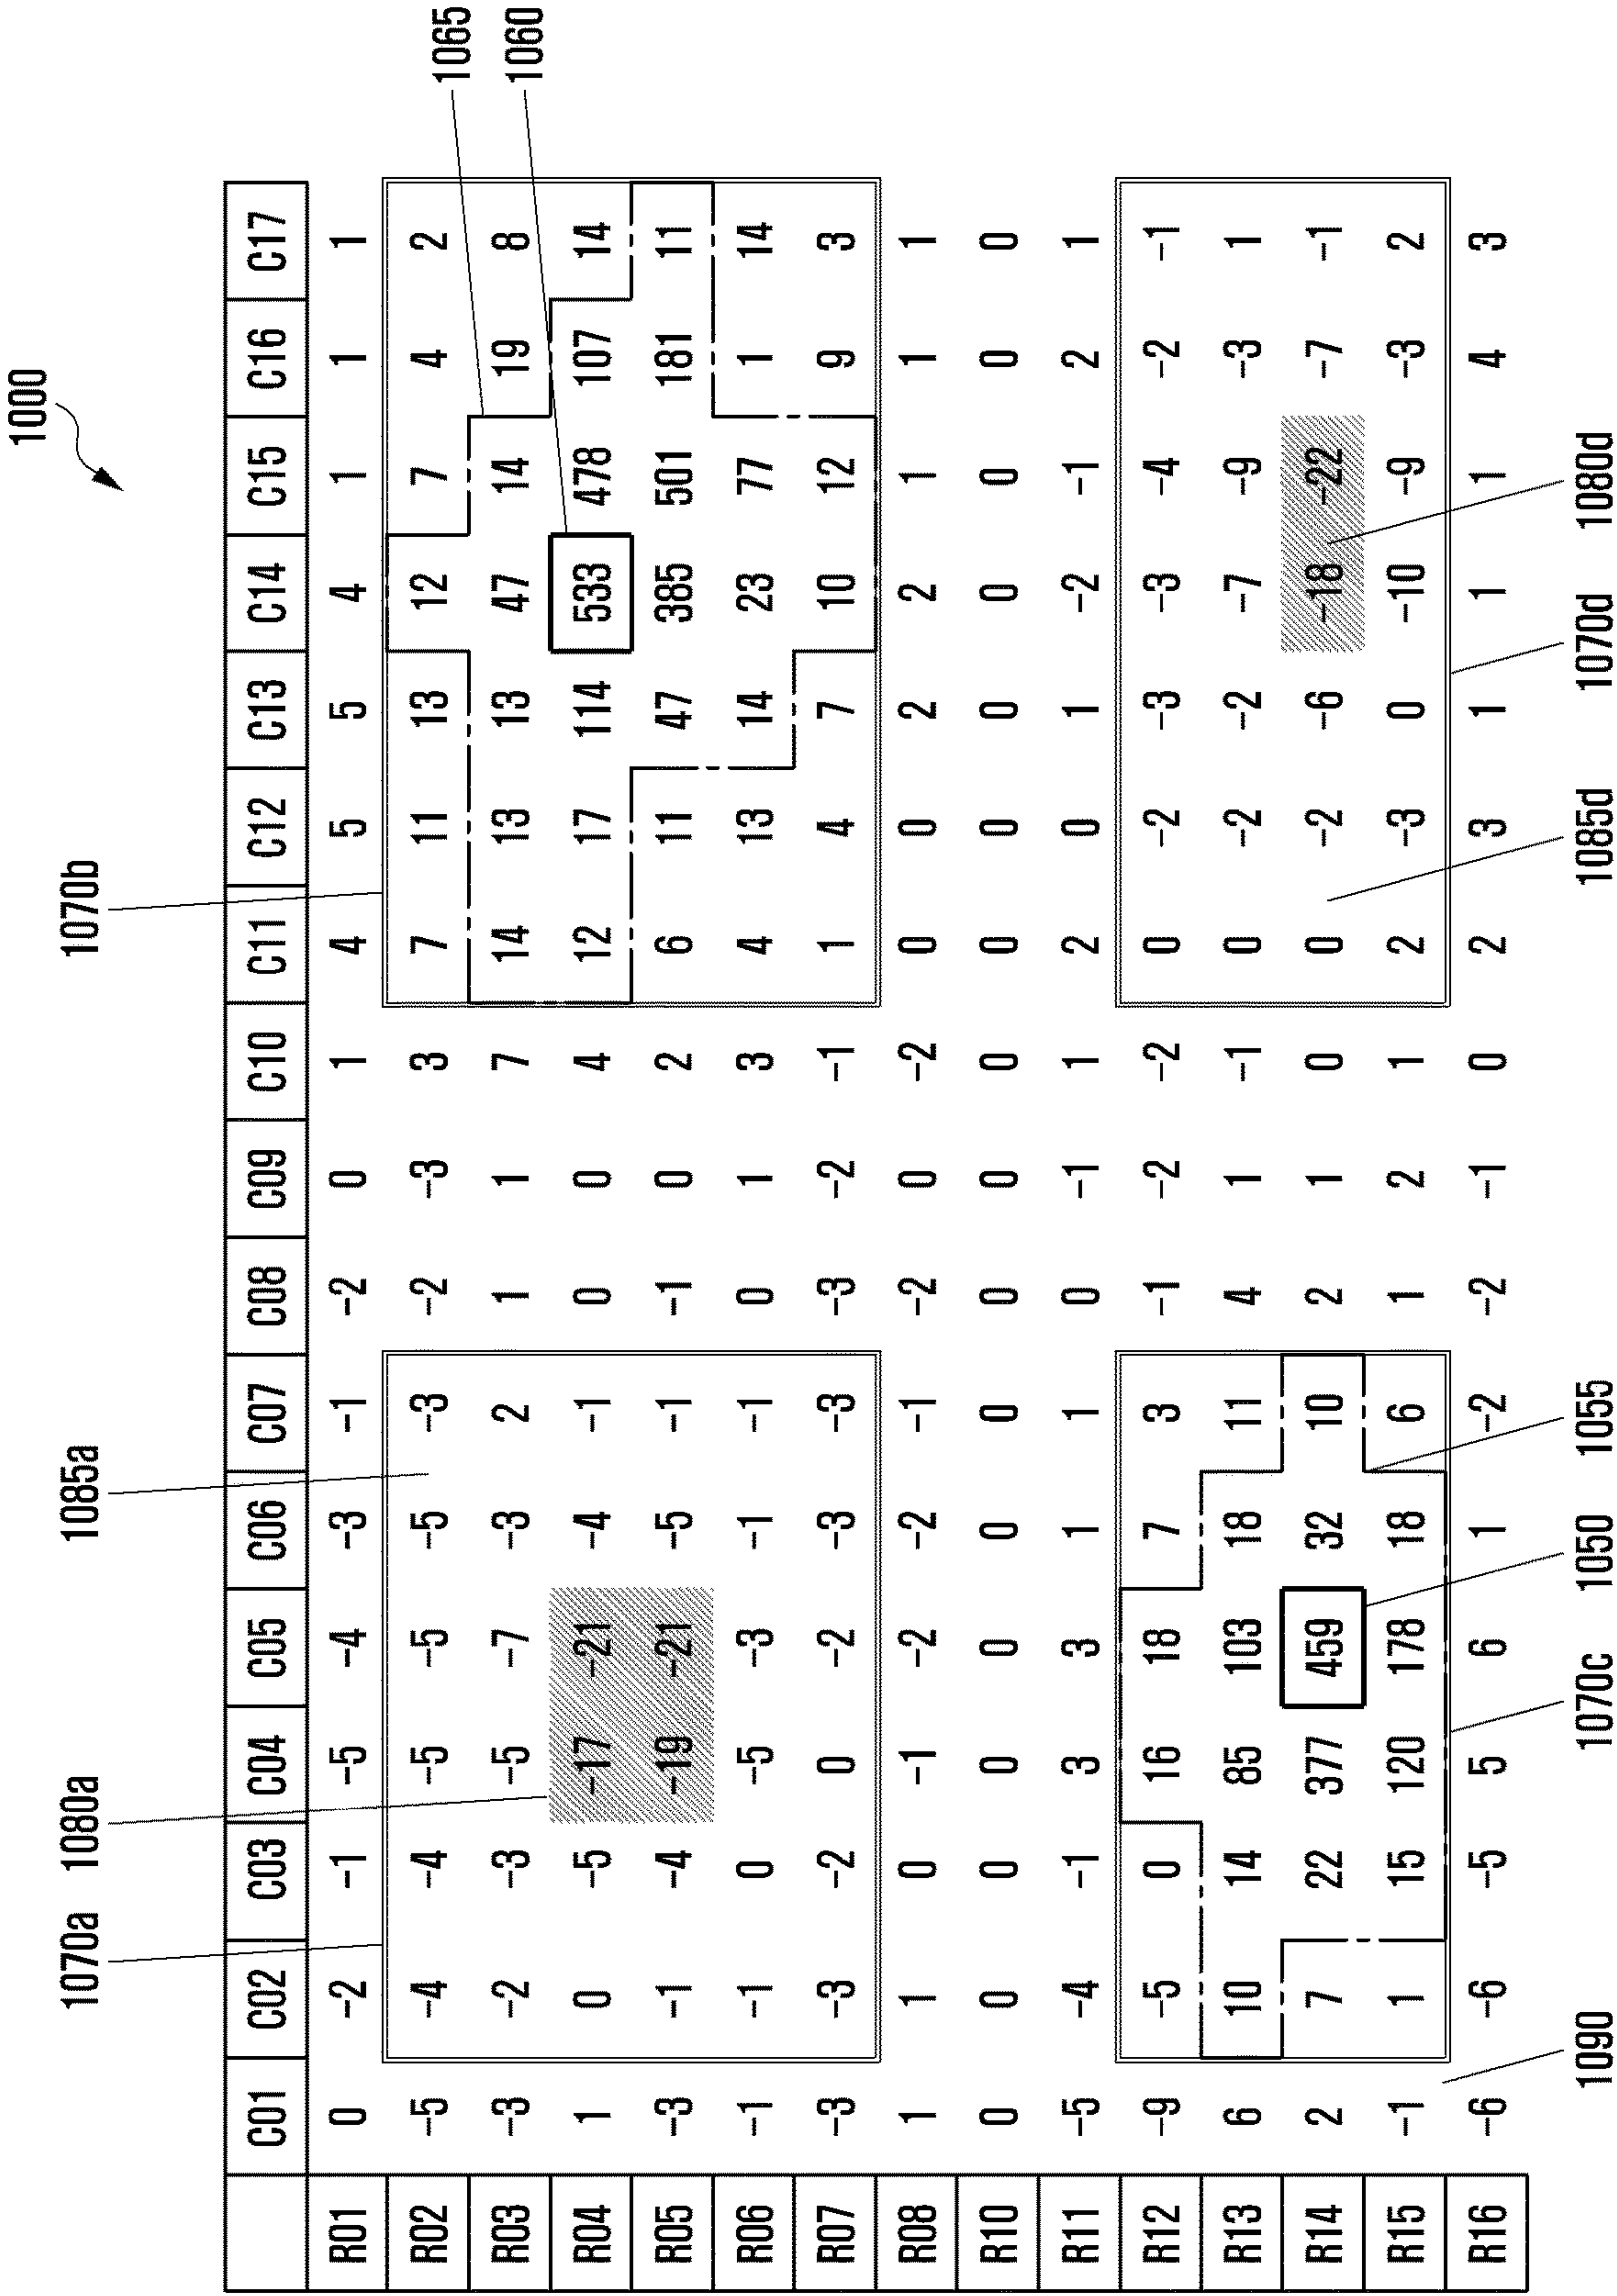 1000
1070a 1080a 1085a 1070b
C01 C02 C03 C04 C05 C06 C07 C08 C09 C10 C11 C12 C13 C14 C15 C16 C17
R01 0 -2 -1 -5 -4 -3 -1 -2 0 1 4 5 5 4 1 1 1
R02 -5 -4 -4 -5 -5 -5 -3 -2 -3 3 7 11 13 12 7 4 2
R03 -3 -2 -3 -5 -7 -3 2 1 1 7 14 13 13 47 14 19 8
1065
R04 1 0 -5 -17 -21 -4 -1 0 0 4 12 17 114 533 478 107 14
1060
R05 -3 -1 -4 -19 -21 -5 -1 -1 0 2 6 11 47 385 501 181 11
R06 -1 -1 0 -5 -3 -1 -1 0 1 3 4 13 14 23 77 1 14
R07 -3 -3 -2 0 -2 -3 -3 -3 -2 -1 1 4 7 10 12 9 3
R08 1 1 0 -1 -2 -2 -1 -2 0 -2 0 0 2 2 1 1 1
R10 0 0 0 0 0 0 0 0 0 0 0 0 0 0 0 0 0
R11 -5 -4 -1 3 3 1 1 0 -1 1 2 0 1 -2 -1 2 1
R12 -9 -5 0 16 18 7 3 -1 -2 -2 0 -2 -3 -3 -4 -2 -1
R13 6 10 14 85 103 18 11 4 1 -1 0 -2 -2 -7 -9 -3 1
R14 2 7 22 377 459 32 10 2 1 0 0 -2 -6 -18 -22 -7 -1
R15 -1 1 15 120 178 18 6 1 2 1 2 -3 0 -10 -9 -3 2
R16 -6 -6 -5 5 6 1 -2 -2 -1 0 2 3 1 1 1 4 3
1090 1070c 1050 1055 1085d 1070d 1080d